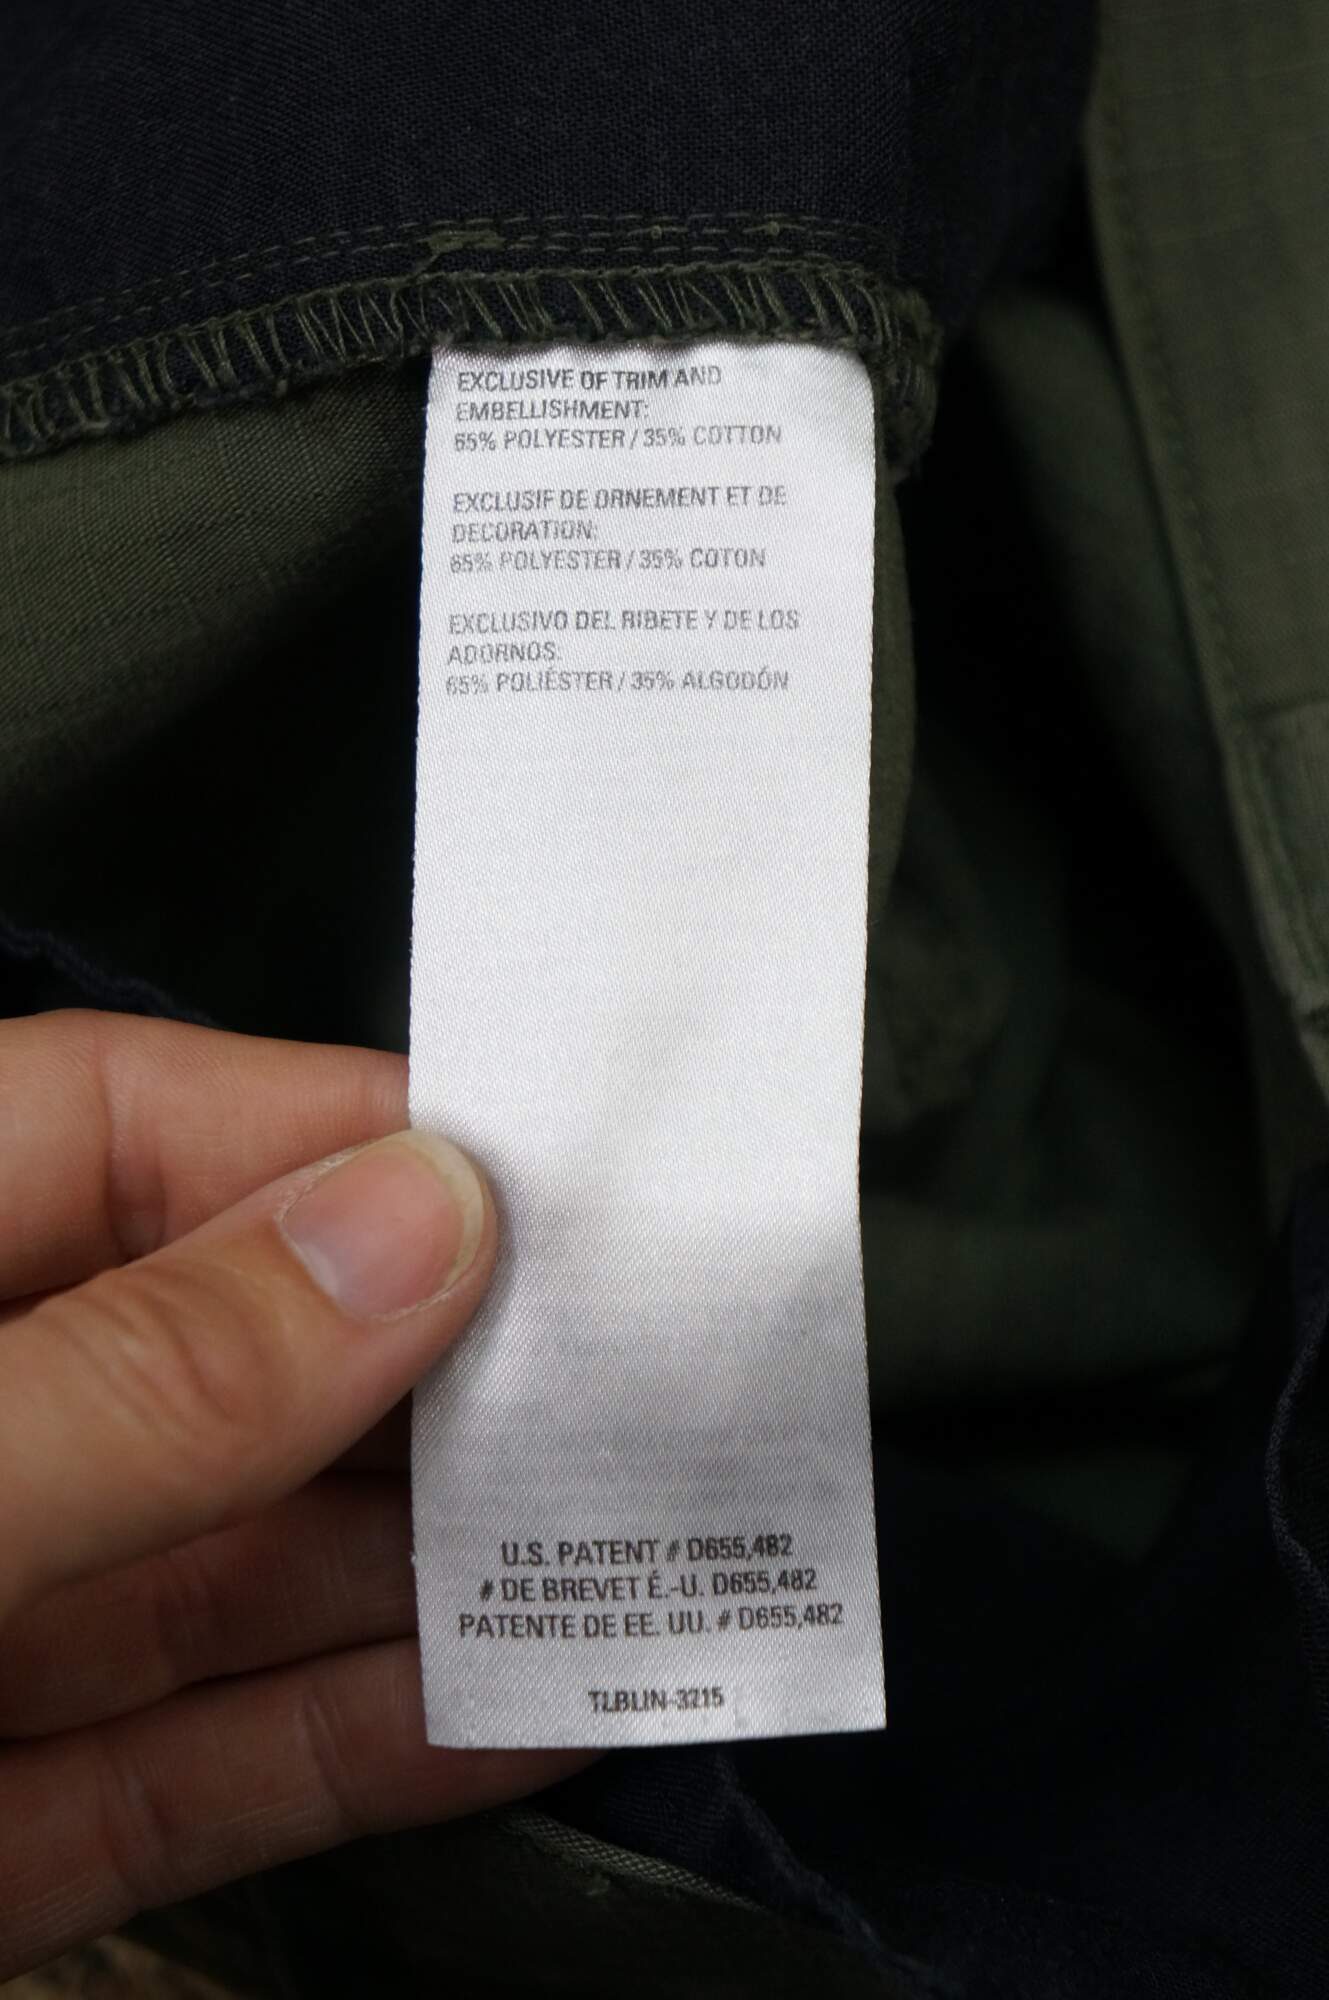 EXCLUSIVE OF TRIM AND
EMBELLISHMENT:
65% POLYESTER / 35% COTTON
EXCLUSIF DE ORNEMENT ET DE
DECORATION:
65% POLYESTER / 35% COTON
EXCLUSIVO DEL RIBETE Y DE LOS
ADORNOS:
65% POLIÉSTER / 35% ALGODÓN
U.S. PATENT # D655,482
# DE BREVET É.-U. D655,482
PATENTE DE EE. UU. # D655,482
TLBLIN-3215